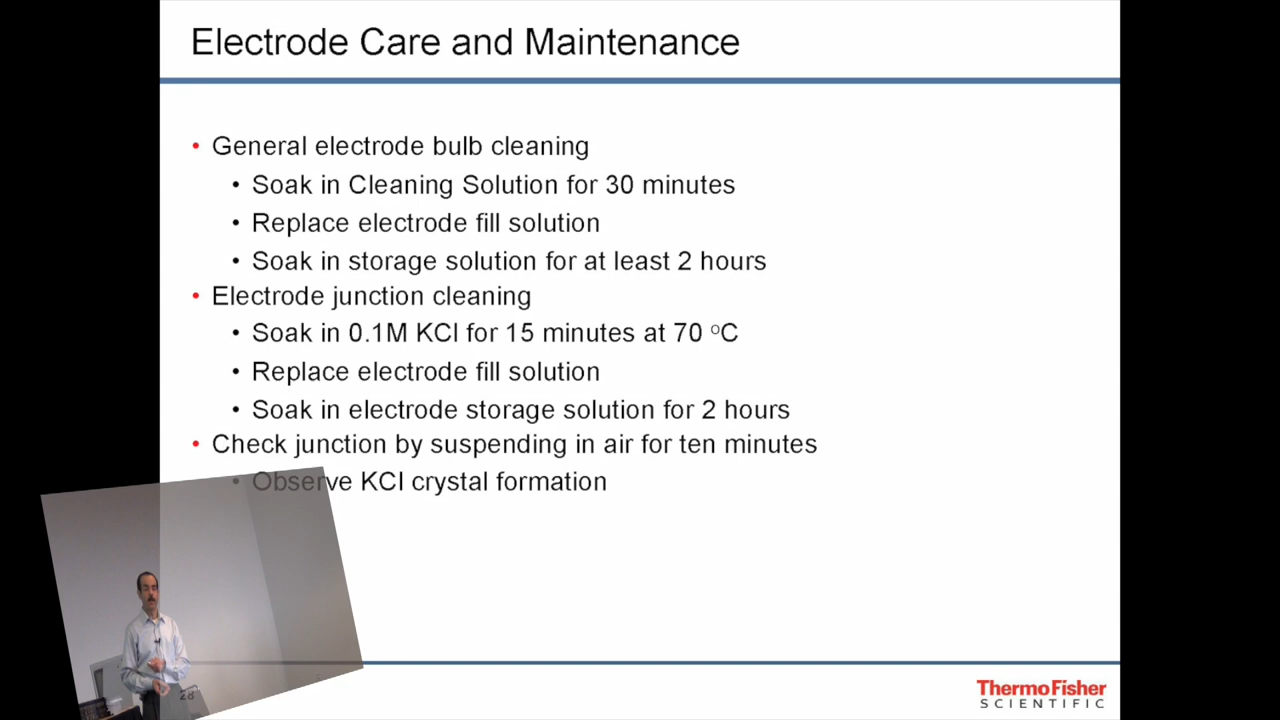 Electrode Care and Maintenance
• General electrode bulb cleaning
• Soak in Cleaning Solution for 30 minutes
• Replace electrode fill solution
• Soak in storage solution for at least 2 hours
• Electrode junction cleaning
• Soak in 0.1M KCl for 15 minutes at 70 ºC
• Replace electrode fill solution
• Soak in electrode storage solution for 2 hours
• Check junction by suspending in air for ten minutes
• Observe KCl crystal formation
28
ThermoFisher
SCIENTIFIC